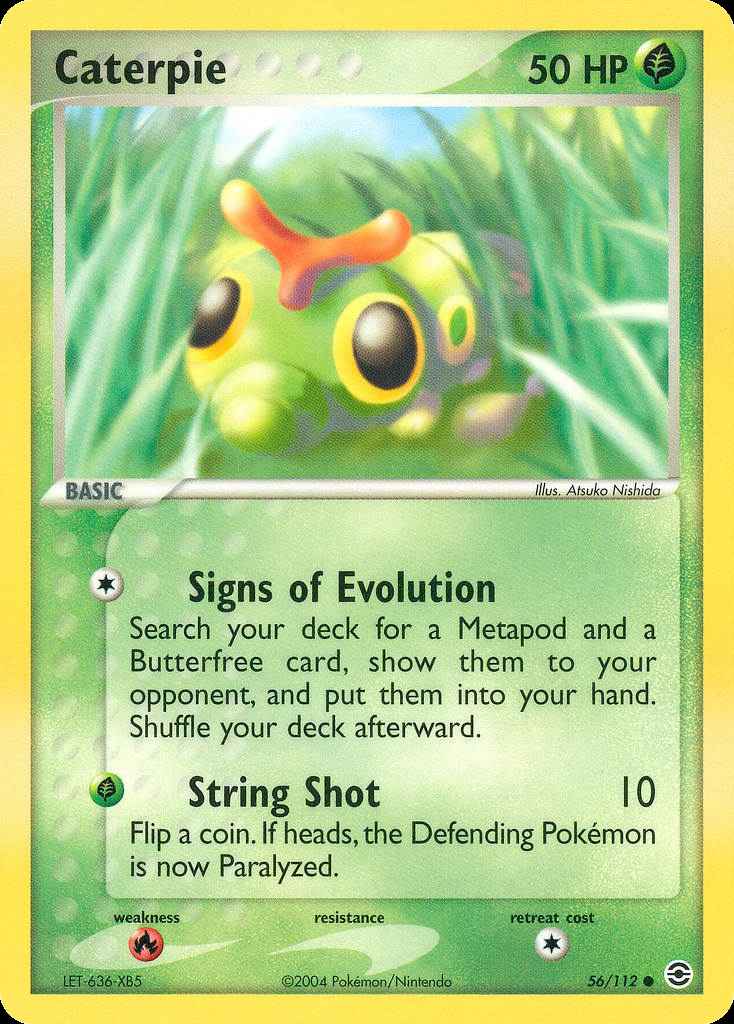 Caterpie
50 HP
BASIC
Illus. Atsuko Nishida
Signs of Evolution
Search your deck for a Metapod and a
Butterfree card, show them to your
opponent, and put them into your hand.
Shuffle your deck afterward.
String Shot 10
Flip a coin. If heads, the Defending Pokémon
is now Paralyzed.
weakness resistance retreat cost
LET-636-XB5 ©2004 Pokémon/Nintendo 56/112